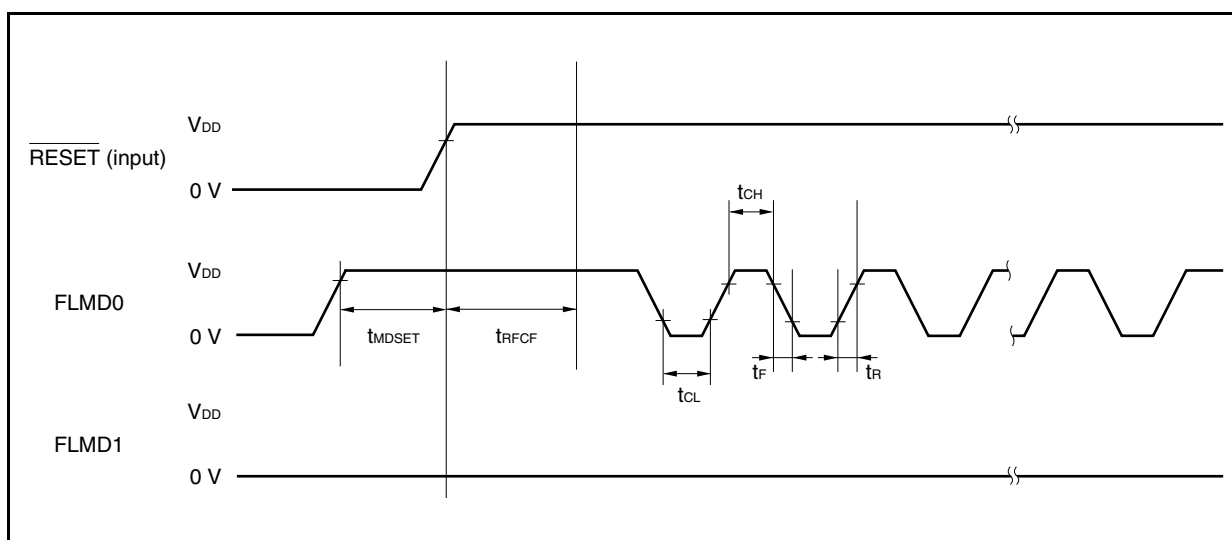 VDD
RESET (input)
0 V
tCH
VDD
FLMD0
tMDSET
tRFCF
0 V
tF
tR
tCL
VDD
FLMD1
0 V